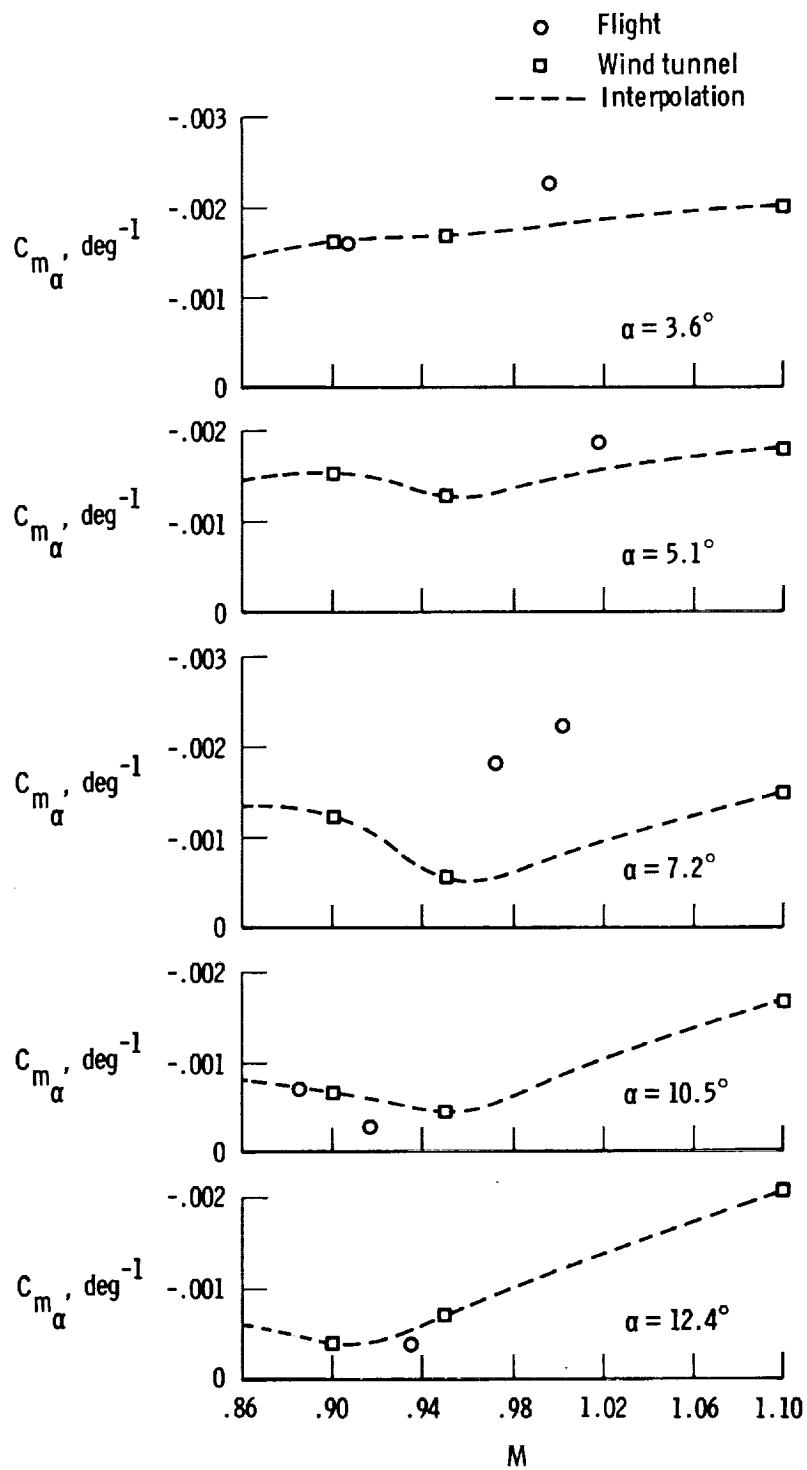 Flight
Wind tunnel
Interpolation
-.003
-.002
C_mα, deg⁻¹
-.001
α = 3.6°
0
-.002
C_mα, deg⁻¹
-.001
α = 5.1°
0
-.003
-.002
C_mα, deg⁻¹
-.001
α = 7.2°
0
-.002
C_mα, deg⁻¹
-.001
α = 10.5°
0
-.002
C_mα, deg⁻¹
-.001
α = 12.4°
0
.86 .90 .94 .98 1.02 1.06 1.10
M